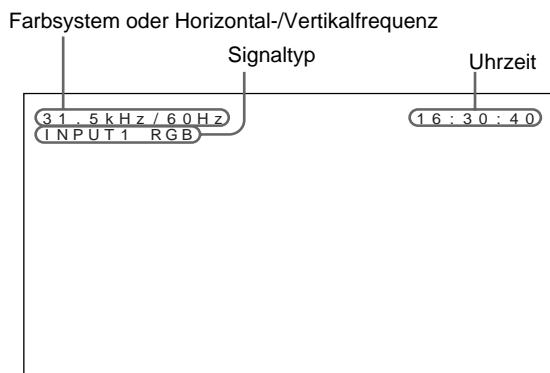 Farbsystem oder Horizontal-/Vertikalfrequenz
Signaltyp
Uhrzeit
31.5kHz/60Hz
16:30:40
INPUT1 RGB